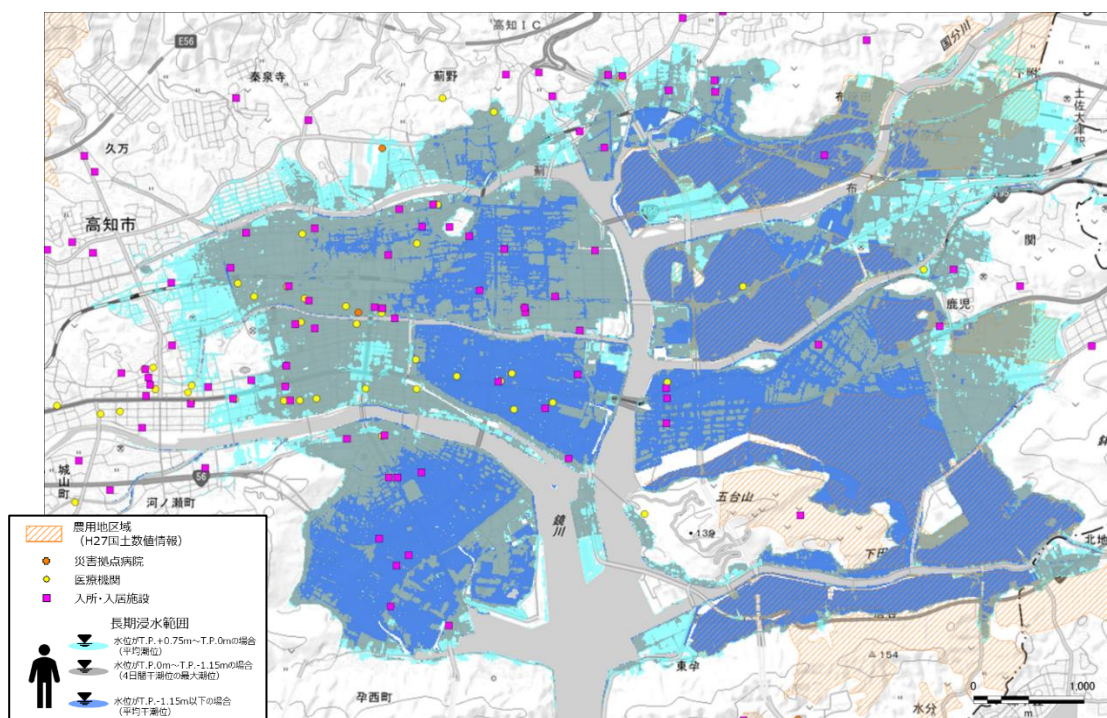 高知IC
E56
国分川
秦泉寺
薊野
布
下附
土佐大津駅
久万
薊
布
高知市
関
鹿児
城山町
56
河ノ瀬町
五台山
鏡川
•139
下田
北地
東孕
154
孕西町
水分
農用地区域
(H27国土数値情報)
災害拠点病院
医療機関
入所・入居施設
長期浸水範囲
水位がT.P.+0.75m~T.P.0mの場合
(平均潮位)
水位がT.P.0m~T.P.-1.15mの場合
(4日間干潮位の最大潮位)
水位がT.P.-1.15m以下の場合
(平均干潮位)
0 1,000
m